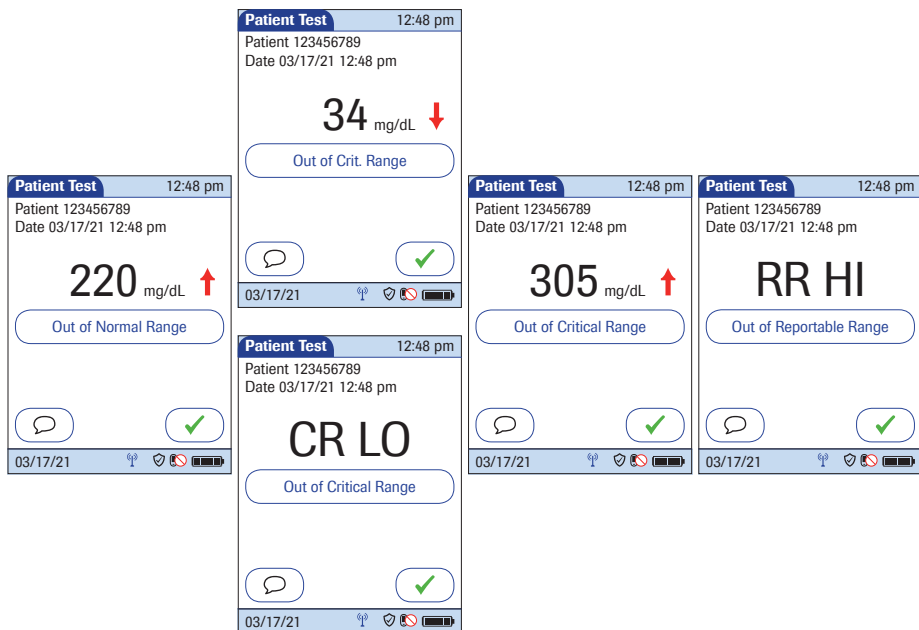 Patient Test 12:48 pm
Patient 123456789
Date 03/17/21 12:48 pm
220 mg/dL
Out of Normal Range
03/17/21
Patient Test 12:48 pm
Patient 123456789
Date 03/17/21 12:48 pm
34 mg/dL
Out of Crit. Range
03/17/21
Patient Test 12:48 pm
Patient 123456789
Date 03/17/21 12:48 pm
CR LO
Out of Critical Range
03/17/21
Patient Test 12:48 pm
Patient 123456789
Date 03/17/21 12:48 pm
305 mg/dL
Out of Critical Range
03/17/21
Patient Test 12:48 pm
Patient 123456789
Date 03/17/21 12:48 pm
RR HI
Out of Reportable Range
03/17/21